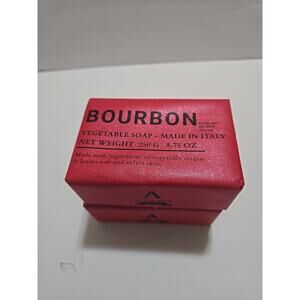 BOURBON
VEGETABLE SOAP - MADE IN ITALY
NET WEIGHT 250 G 8,78 OZ
Made with ingredients of vegetable origin.
It leaves soft and velvet skin.